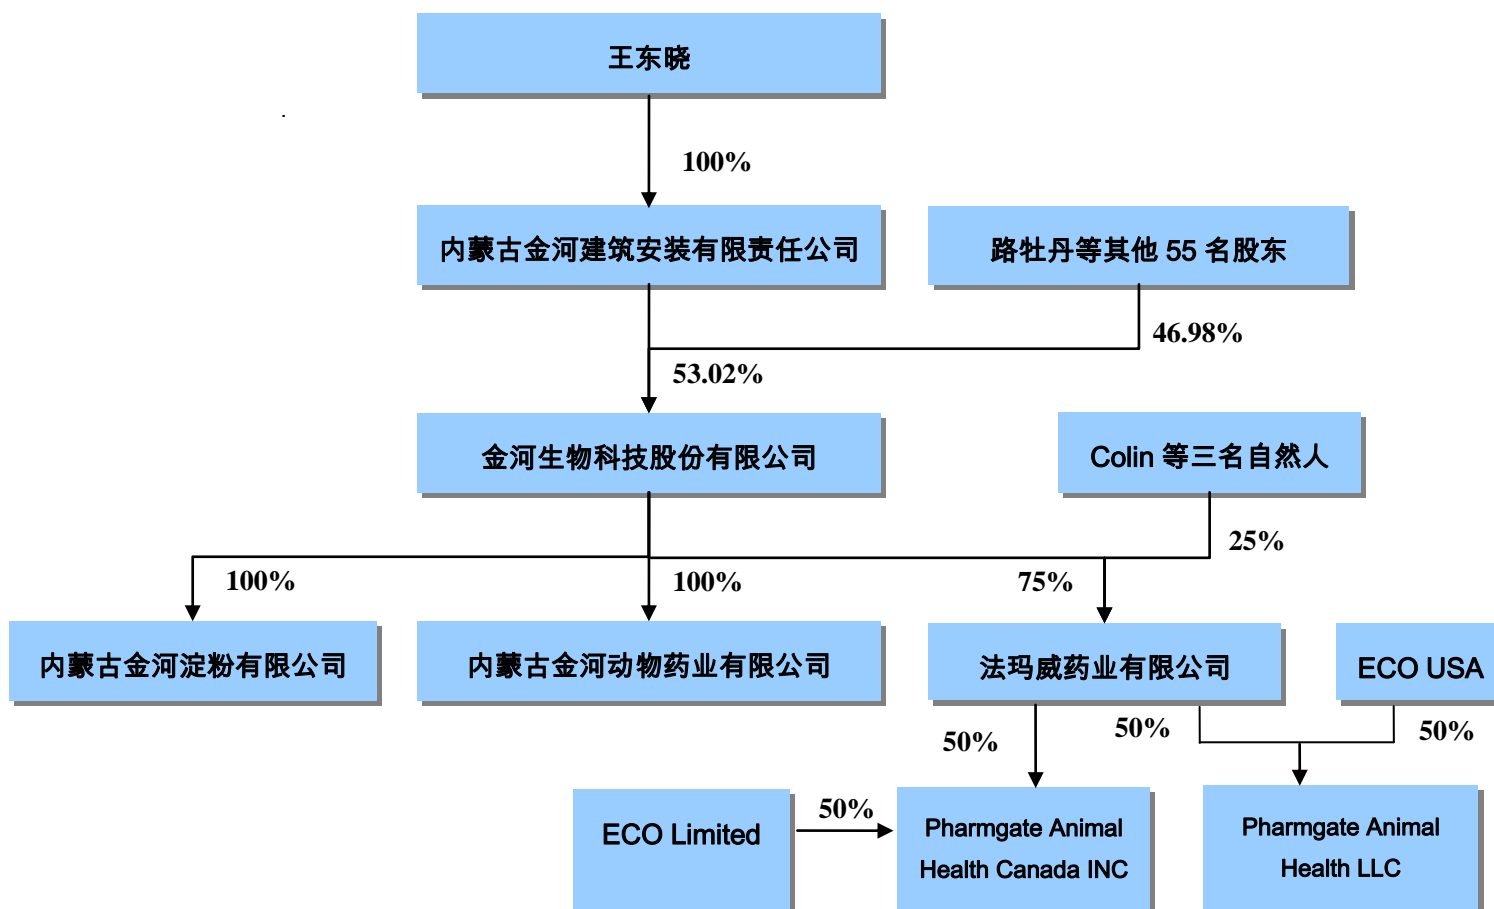 王东晓
100%
内蒙古金河建筑安装有限责任公司
路牡丹等其他 55 名股东
46.98%
53.02%
金河生物科技股份有限公司
Colin 等三名自然人
25%
100%
100%
75%
内蒙古金河淀粉有限公司
内蒙古金河动物药业有限公司
法玛威药业有限公司
ECO USA
50%
50%
50%
ECO Limited
50%
Pharmgate Animal
Health Canada INC
Pharmgate Animal
Health LLC